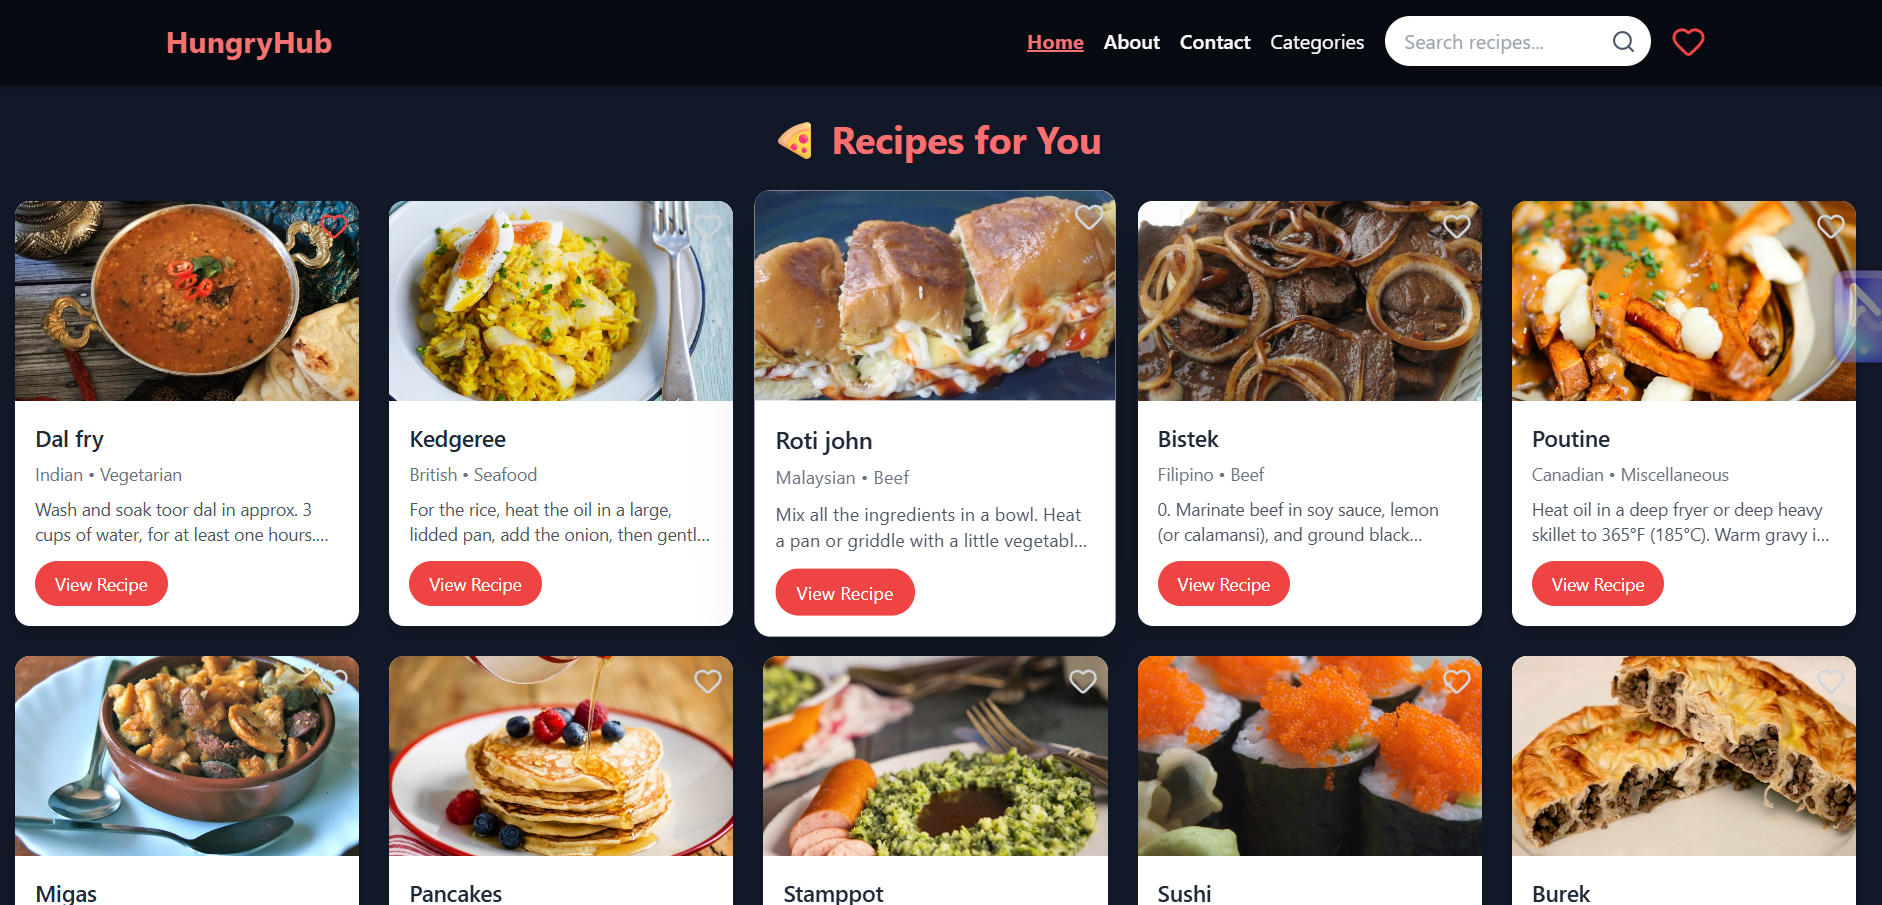 HungryHub
Home About Contact Categories Search recipes...
Recipes for You
Dal fry
Indian • Vegetarian
Wash and soak toor dal in approx. 3
cups of water, for at least one hours....
View Recipe
Kedgeree
British • Seafood
For the rice, heat the oil in a large,
lidded pan, add the onion, then gentl...
View Recipe
Roti john
Malaysian • Beef
Mix all the ingredients in a bowl. Heat
a pan or griddle with a little vegetabl...
View Recipe
Bistek
Filipino • Beef
0. Marinate beef in soy sauce, lemon
(or calamansi), and ground black...
View Recipe
Poutine
Canadian • Miscellaneous
Heat oil in a deep fryer or deep heavy
skillet to 365°F (185°C). Warm gravy i...
View Recipe
Migas
Pancakes
Stamppot
Sushi
Burek